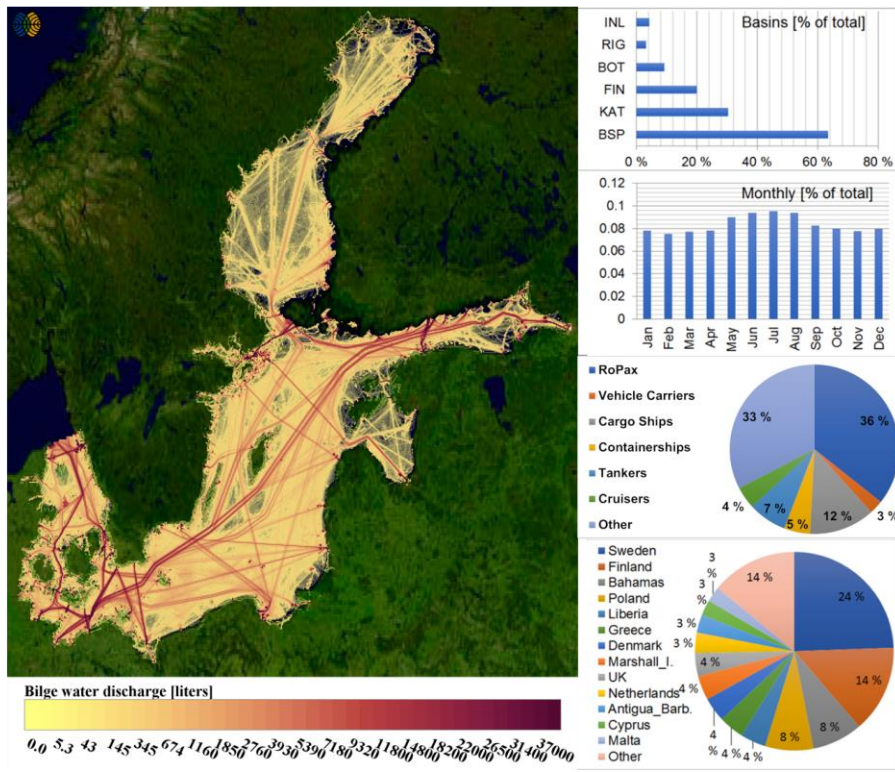 Bilge water discharge [liters]
0.0 5.3 43 145 345 674 1160 1850 2760 3930 5390 7180 9320 11800 14800 18200 22000 26500 31400 37000
Basins [% of total]
INL
RIG
BOT
FIN
KAT
BSP
0 % 20 % 40 % 60 % 80 %
Monthly [% of total]
0.12
0.1
0.08
0.06
0.04
0.02
0
Jan Feb Mar Apr May Jun Jul Aug Sep Oct Nov Dec
RoPax
Vehicle Carriers
Cargo Ships
Containerships
Tankers
Cruisers
Other
36 %
3 %
12 %
5 %
7 %
4 %
33 %
Sweden
Finland
Bahamas
Poland
Liberia
Greece
Denmark
Marshall_I.
UK
Netherlands
Antigua_Barb.
Cyprus
Malta
Other
24 %
14 %
8 %
8 %
4 %
4 %
4 %
4 %
4 %
3 %
3 %
3 %
3 %
14 %